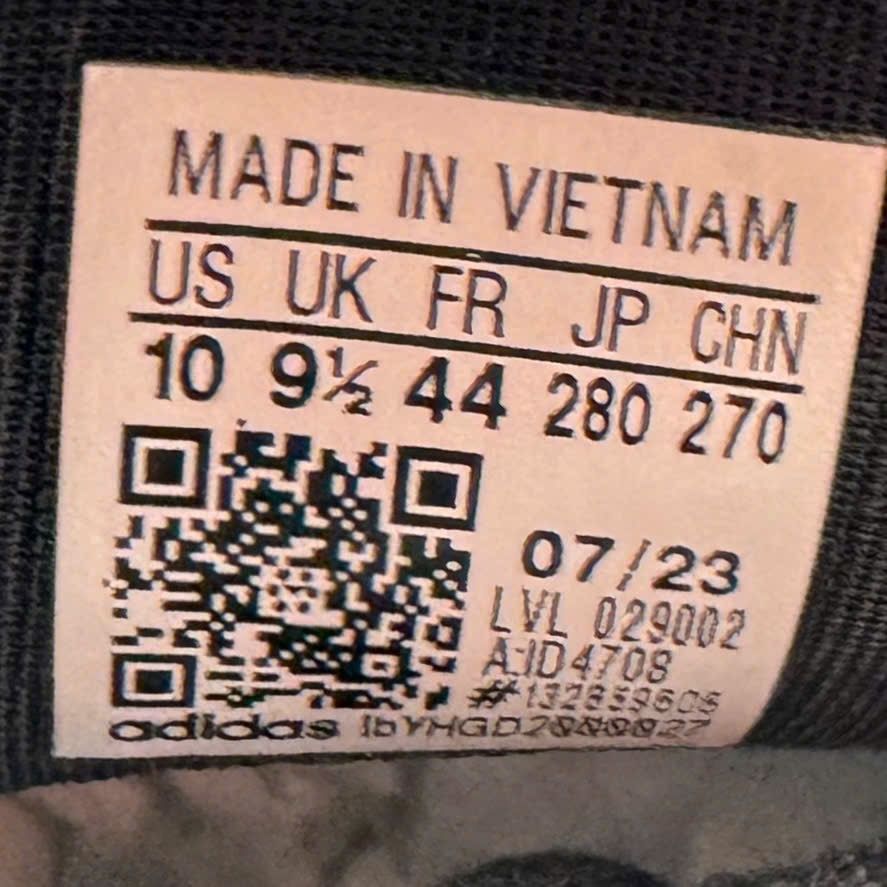 MADE IN VIETNAM
US UK FR JP CHN
10 9½ 44 280 270
07/23
LVL 029002
A:ID4708
adidas